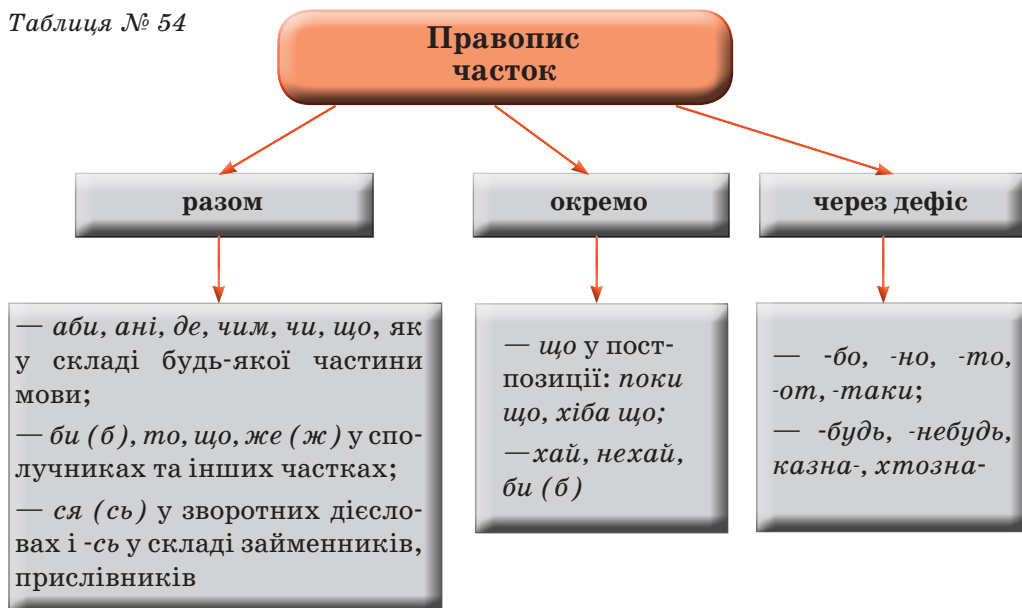 Таблиця № 54
Правопис
часток
разом
окремо
через дефіс
— аби, ані, де, чим, чи, що, як
у складі будь-якої частини
мови;
— би (б), то, що, же (ж) у спо-
лучниках та інших частках;
— ся (сь) у зворотних дієсло-
вах і -сь у складі займенників,
прислівників
— що у пост-
позиції: поки
що, хіба що;
— хай, нехай,
би (б)
— -бо, -но, -то,
-от, -таки;
— -будь, -небудь,
казна-, хтозна-